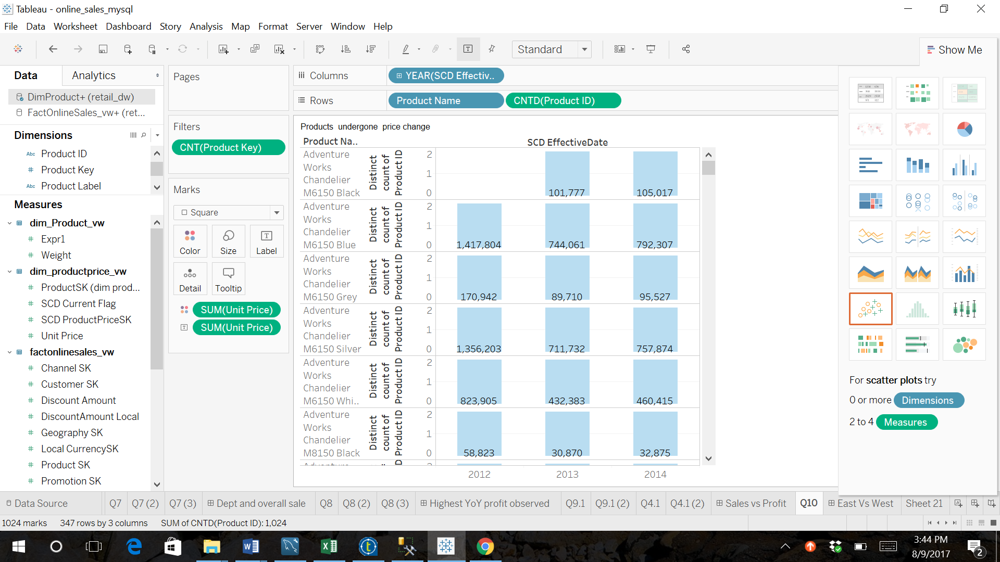 Tableau - online_sales_mysql
File Data Worksheet Dashboard Story Analysis Map Format Server Window Help
Standard
Show Me
Data Analytics
DimProduct+ (retail_dw)
FactOnlineSales_vw+ (ret...
Dimensions
Abc Product ID
# Product Key
Abc Product Label
Measures
dim_Product_vw
# Expr1
# Weight
dim_productprice_vw
# ProductSK (dim prod...
# SCD Current Flag
# SCD ProductPriceSK
# Unit Price
factonlinesales_vw
# Channel SK
# Customer SK
# Discount Amount
# DiscountAmount Local
# Geography SK
# Local CurrencySK
# Product SK
# Promotion SK
Pages
Filters
CNT(Product Key)
Marks
Square
Color Size Label
Detail Tooltip
SUM(Unit Price)
SUM(Unit Price)
Columns YEAR(SCD Effectiv..
Rows Product Name CNTD(Product ID)
Products undergone price change
Product Na.. SCD EffectiveDate
Adventure
Works
Chandelier
M6150 Black
Distinct
count of
Product ID
2
1
0
101,777 105,017
Adventure
Works
Chandelier
M6150 Blue
Distinct
count of
Product ID
2
1
0
1,417,804 744,061 792,307
Adventure
Works
Chandelier
M6150 Grey
Distinct
count of
Product ID
2
1
0
170,942 89,710 95,527
Adventure
Works
Chandelier
M6150 Silver
Distinct
count of
Product ID
2
1
0
1,356,203 711,732 757,874
Adventure
Works
Chandelier
M6150 Whi..
Distinct
count of
Product ID
2
1
0
823,905 432,383 460,415
Adventure
Works
Chandelier
M8150 Black
Distinct
count of
Product ID
2
1
0
58,823 30,870 32,875
2012 2013 2014
For scatter plots try
0 or more Dimensions
2 to 4 Measures
Data Source Q7 Q7 (2) Q7 (3) Dept and overall sale Q8 Q8 (2) Q8 (3) Highest YoY profit observed Q9.1 Q9.1 (2) Q4.1 Q4.1 (2) Sales vs Profit Q10 East Vs West Sheet 21
1024 marks 347 rows by 3 columns SUM of CNTD(Product ID): 1,024
3:44 PM
8/9/2017
2